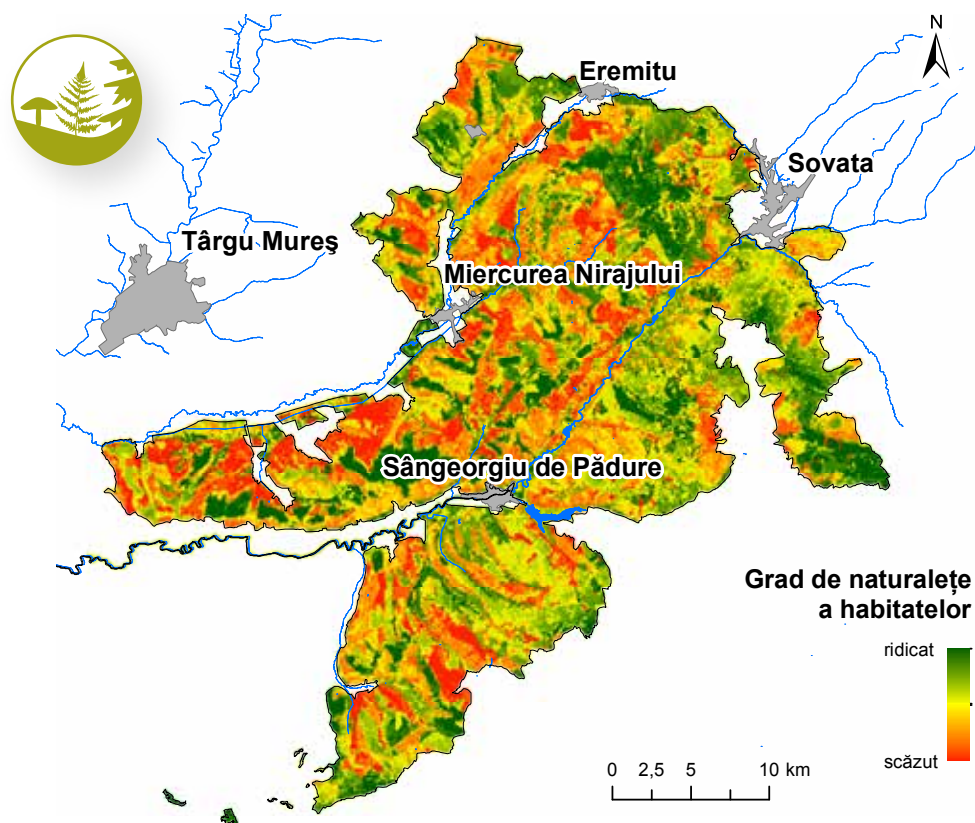 N
Eremitu
Sovata
Târgu Mureş
Miercurea Nirajului
Sângeorgiu de Pădure
Grad de naturalețe
a habitatelor
ridicat
scăzut
0 2,5 5 10 km